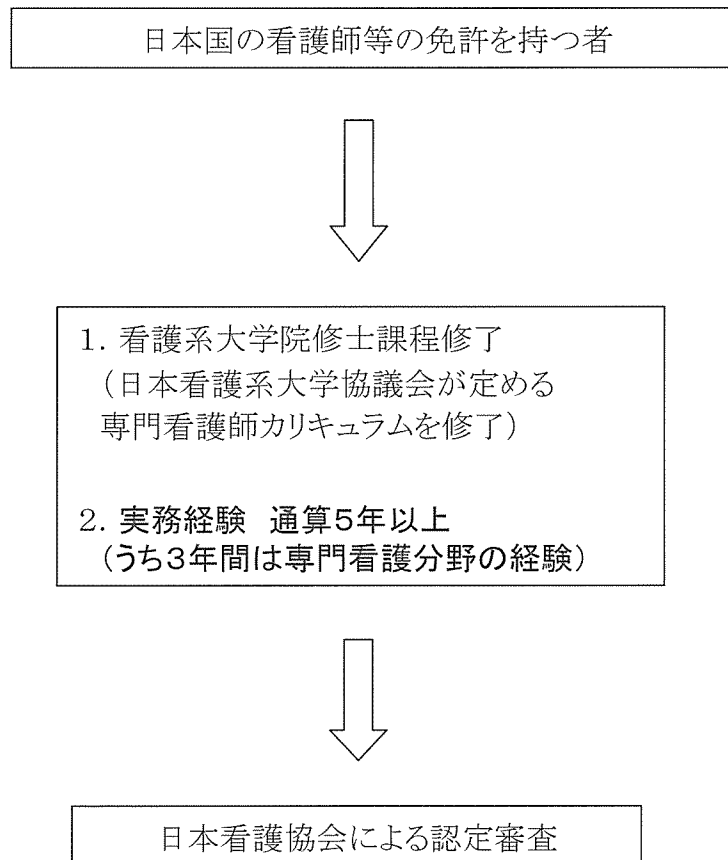 日本国の看護師等の免許を持つ者
1. 看護系大学院修士課程修了
（日本看護系大学協議会が定める
専門看護師カリキュラムを修了）
2. 実務経験 通算5年以上
（うち3年間は専門看護分野の経験）
日本看護協会による認定審査